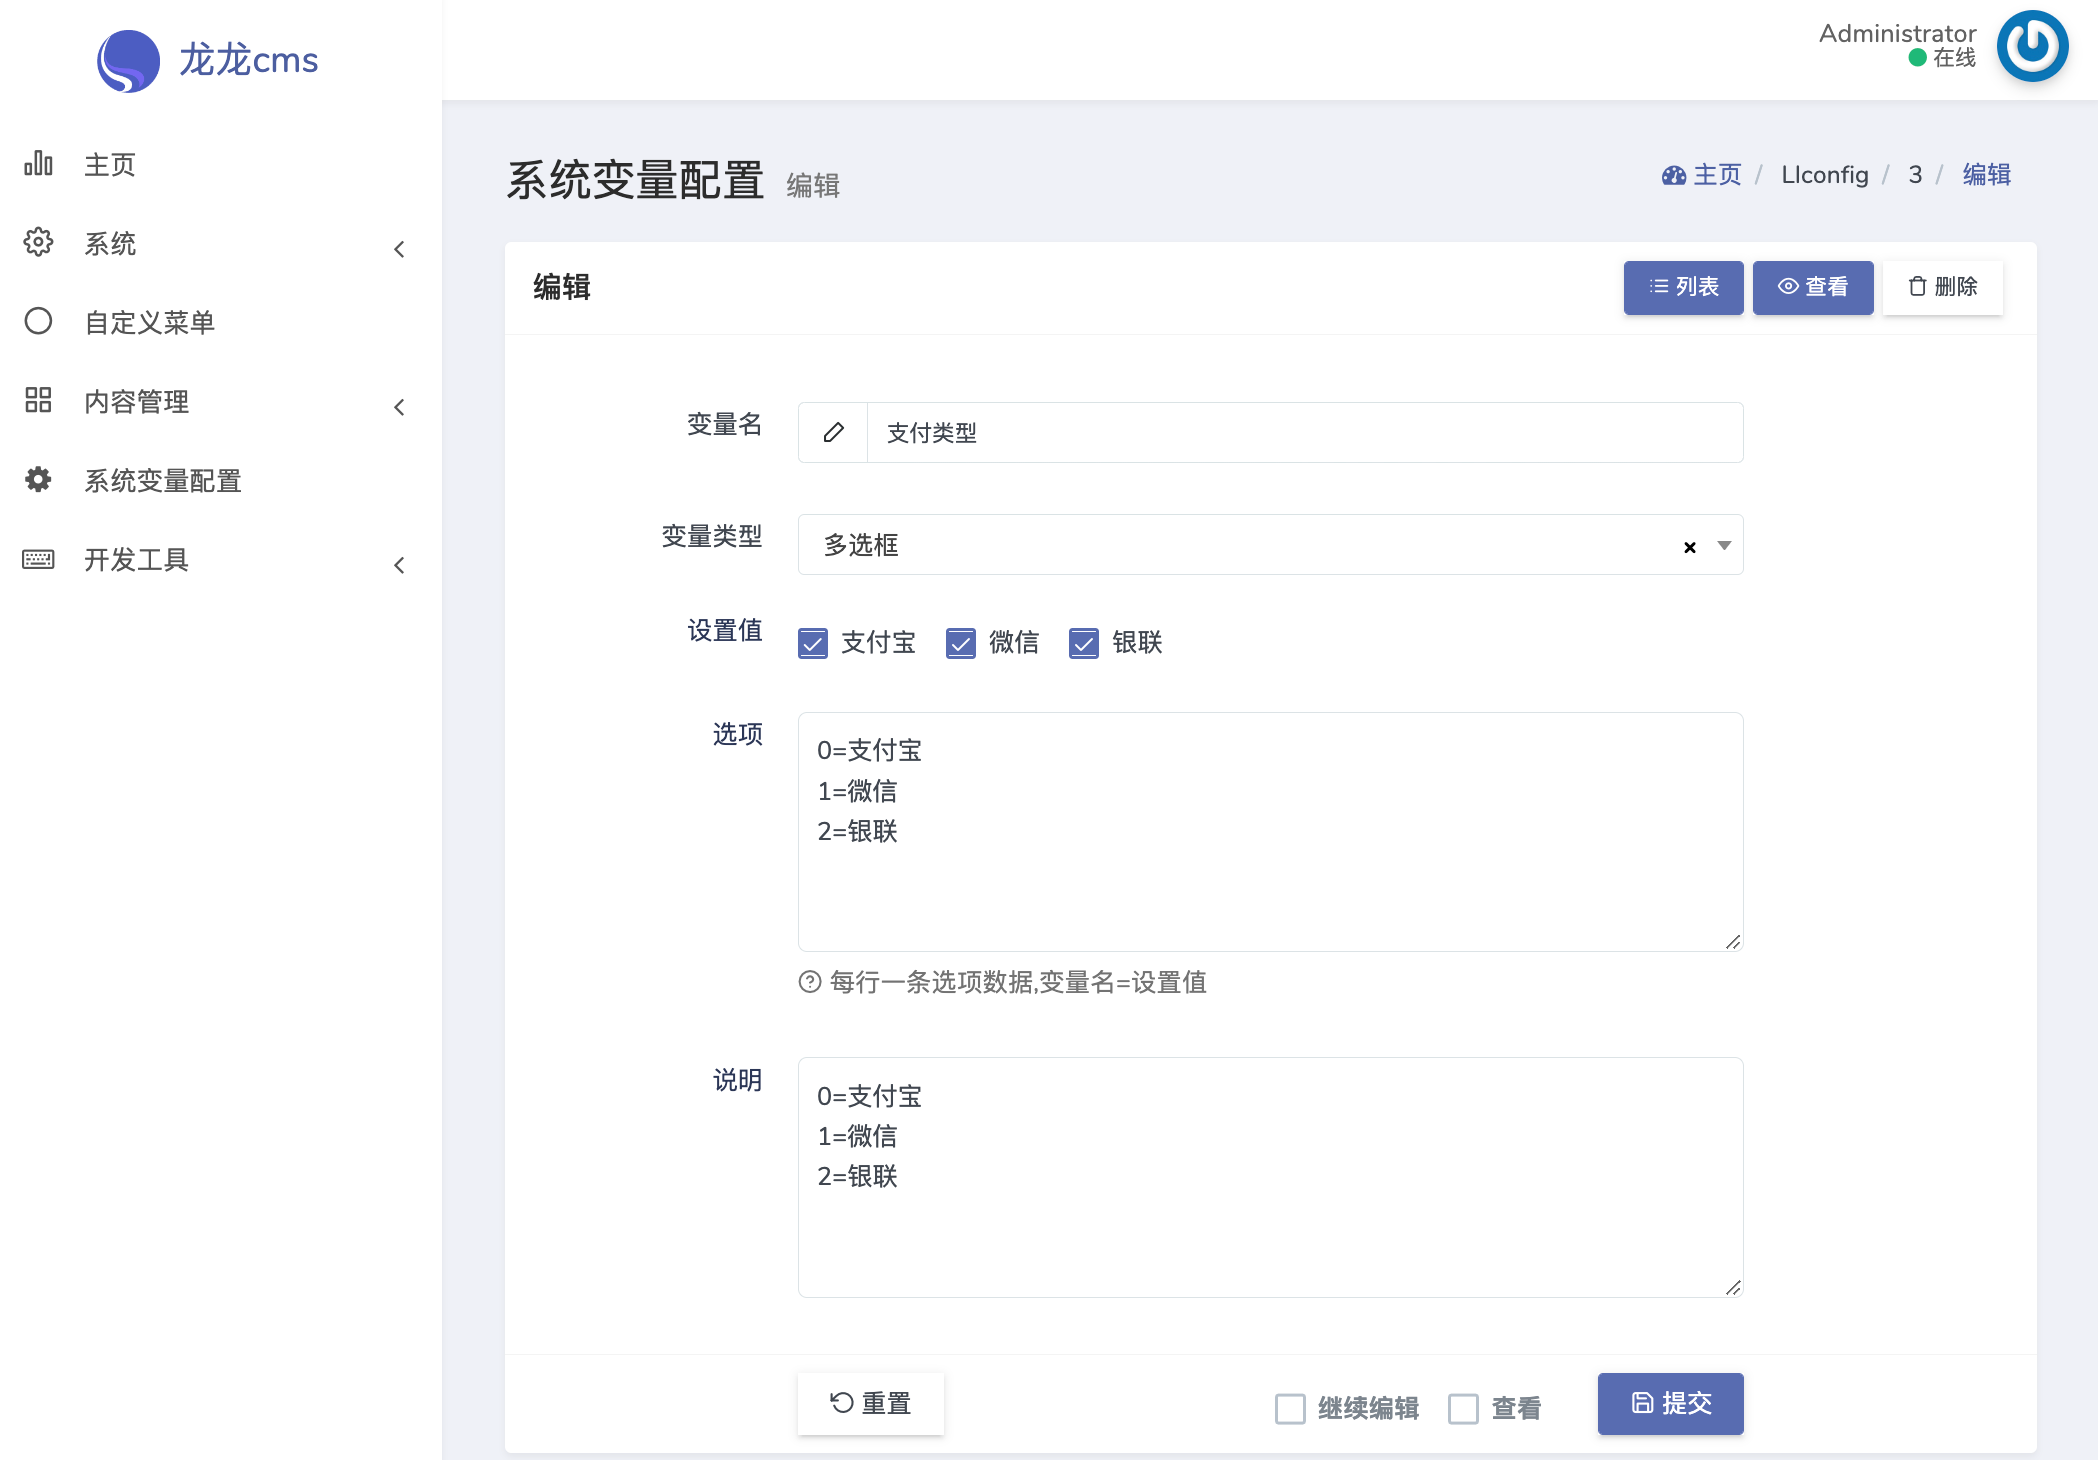 龙龙cms
Administrator
在线
主页
系统
自定义菜单
内容管理
系统变量配置
开发工具
系统变量配置 编辑
主页 / Llconfig / 3 / 编辑
编辑
列表 查看 删除
变量名 支付类型
变量类型 多选框
设置值 支付宝 微信 银联
选项
0=支付宝
1=微信
2=银联
每行一条选项数据,变量名=设置值
说明
0=支付宝
1=微信
2=银联
重置 继续编辑 查看 提交